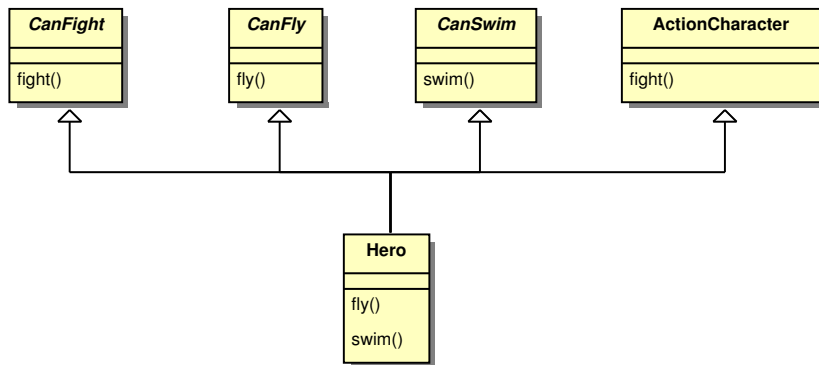 CanFight
fight()
CanFly
fly()
CanSwim
swim()
ActionCharacter
fight()
Hero
fly()
swim()